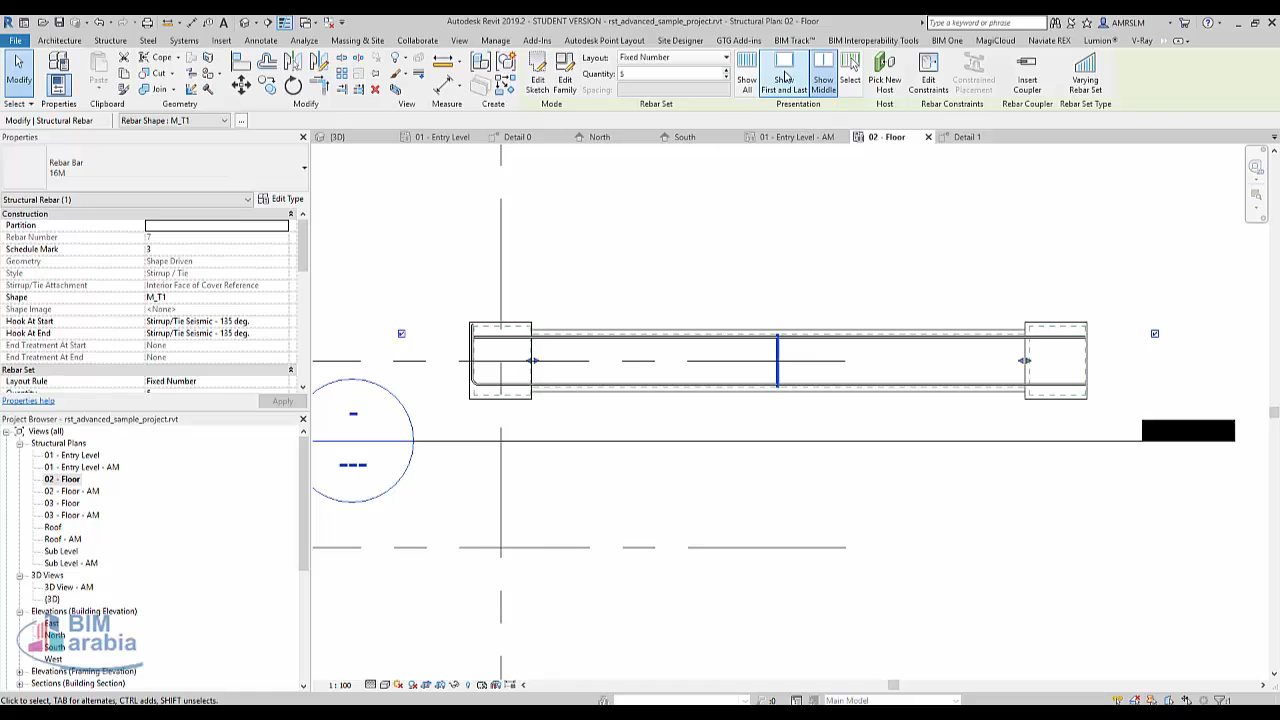 Autodesk Revit 2019.2 - STUDENT VERSION - rst_advanced_sample_project.rvt - Structural Plan: 02 - Floor
Type a keyword or phrase
AMRSLM
File Architecture Structure Steel Systems Insert Annotate Analyze Massing & Site Collaborate View Manage Add-Ins Autodesk Point Layout Site Designer GTG Add-ins BIM Track™ BIM Interoperability Tools BIM One MagiCloud Naviate REX Lumion® V-Ray
Modify
Properties
Paste
Cope
Cut
Join
Edit Sketch
Edit Family
Layout: Fixed Number
Quantity: 5
Spacing:
Show All
Show First and Last
Show Middle
Select
Pick New Host
Edit Constraints
Constrained Placement
Insert Coupler
Varying Rebar Set
Select Properties Clipboard Geometry Modify View Measure Create Mode Rebar Set Presentation Host Rebar Constraints Rebar Coupler Rebar Set Type
Modify | Structural Rebar
Rebar Shape : M_T1
...
Properties
{3D} 01 - Entry Level Detail 0 North South 01 - Entry Level - AM 02 - Floor Detail 1
Rebar Bar
16M
Structural Rebar (1)
Edit Type
Construction
Partition
Rebar Number 7
Schedule Mark 3
Geometry Shape Driven
Style Stirrup / Tie
Stirrup/Tie Attachment Interior Face of Cover Reference
Shape M_T1
Shape Image <None>
Hook At Start Stirrup/Tie Seismic - 135 deg.
Hook At End Stirrup/Tie Seismic - 135 deg.
End Treatment At Start None
End Treatment At End None
Rebar Set
Layout Rule Fixed Number
Properties help
Apply
Project Browser - rst_advanced_sample_project.rvt
Views (all)
Structural Plans
01 - Entry Level
01 - Entry Level - AM
02 - Floor
02 - Floor - AM
03 - Floor
03 - Floor - AM
Roof
Roof - AM
Sub Level
Sub Level - AM
3D Views
3D View - AM
{3D}
Elevations (Building Elevation)
East
North
South
West
Elevations (Framing Elevation)
Sections (Building Section)
BIM
arabia
1 : 100
Click to select, TAB for alternates, CTRL adds, SHIFT unselects.
:0
Main Model
:1